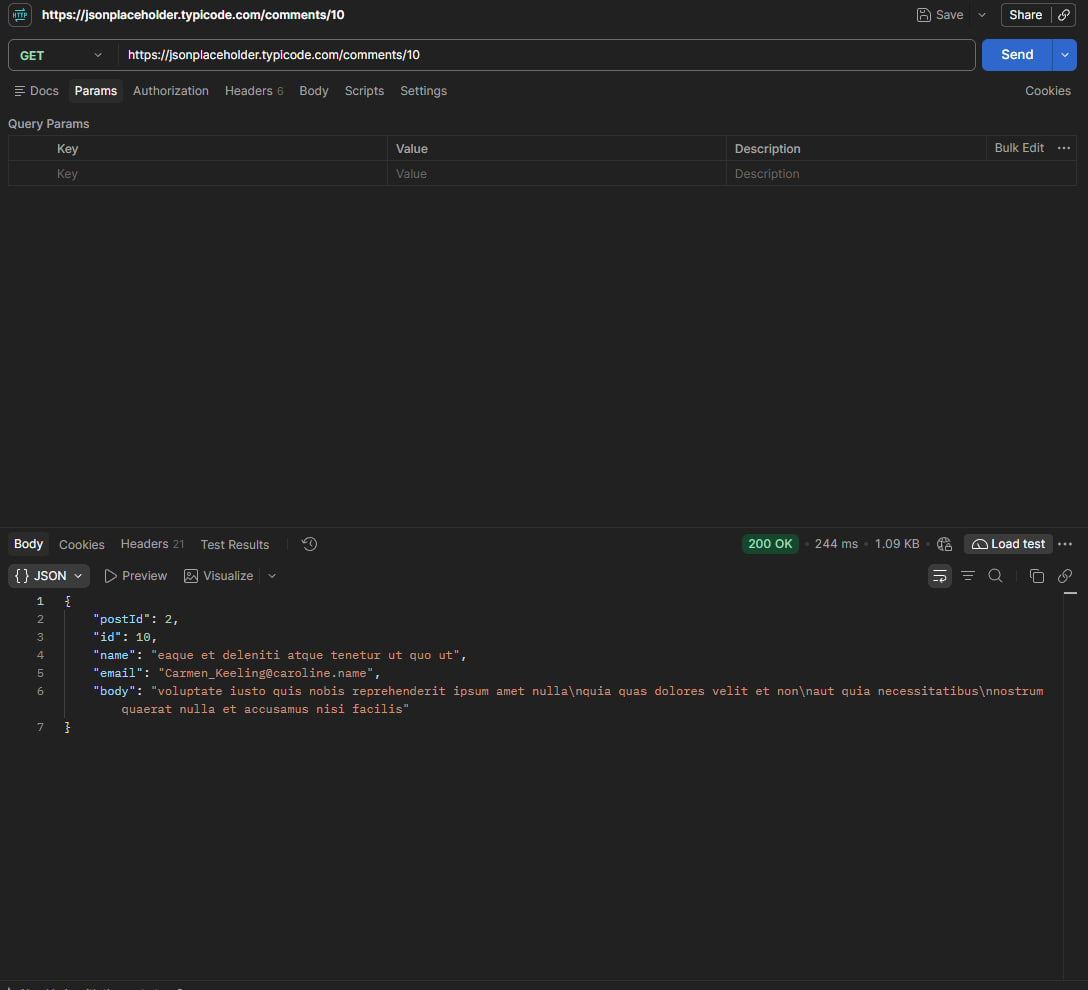 HTTP https://jsonplaceholder.typicode.com/comments/10 Save Share
GET https://jsonplaceholder.typicode.com/comments/10 Send
Docs Params Authorization Headers 6 Body Scripts Settings Cookies
Query Params
Key Value Description Bulk Edit
Key Value Description
Body Cookies Headers 21 Test Results 200 OK 244 ms 1.09 KB Load test
{ } JSON Preview Visualize
1 {
2 "postId": 2,
3 "id": 10,
4 "name": "eaque et deleniti atque tenetur ut quo ut",
5 "email": "Carmen_Keeling@caroline.name",
6 "body": "voluptate iusto quis nobis reprehenderit ipsum amet nulla\nquia quas dolores velit et non\naut quia necessitatibus\nnostrum
quaerat nulla et accusamus nisi facilis"
7 }